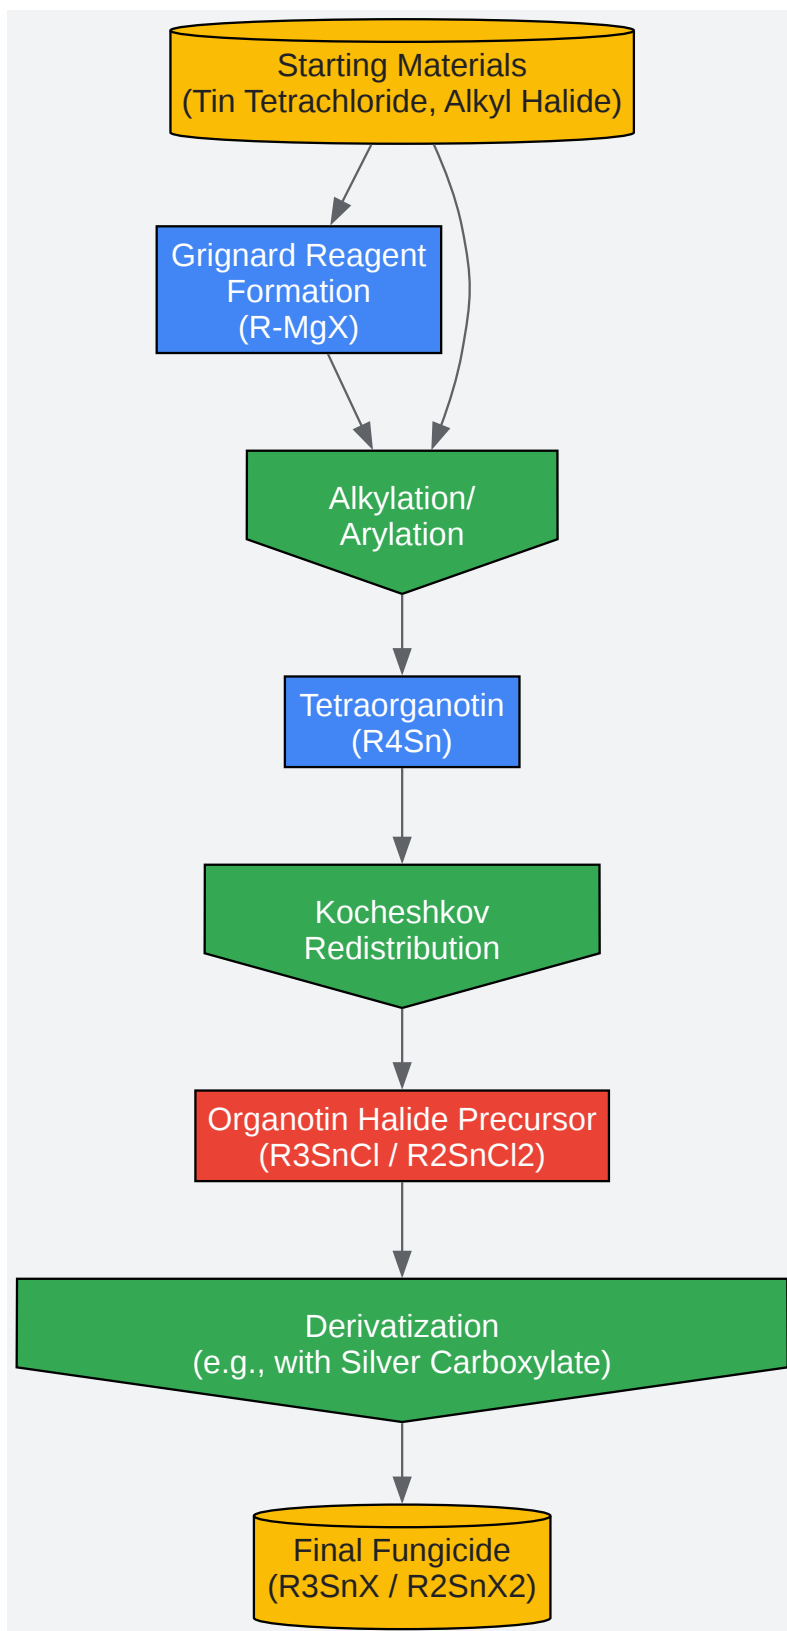 Starting Materials
(Tin Tetrachloride, Alkyl Halide)
Grignard Reagent
Formation
(R-MgX)
Alkylation/
Arylation
Tetraorganotin
(R4Sn)
Kocheshkov
Redistribution
Organotin Halide Precursor
(R3SnCl / R2SnCl2)
Derivatization
(e.g., with Silver Carboxylate)
Final Fungicide
(R3SnX / R2SnX2)